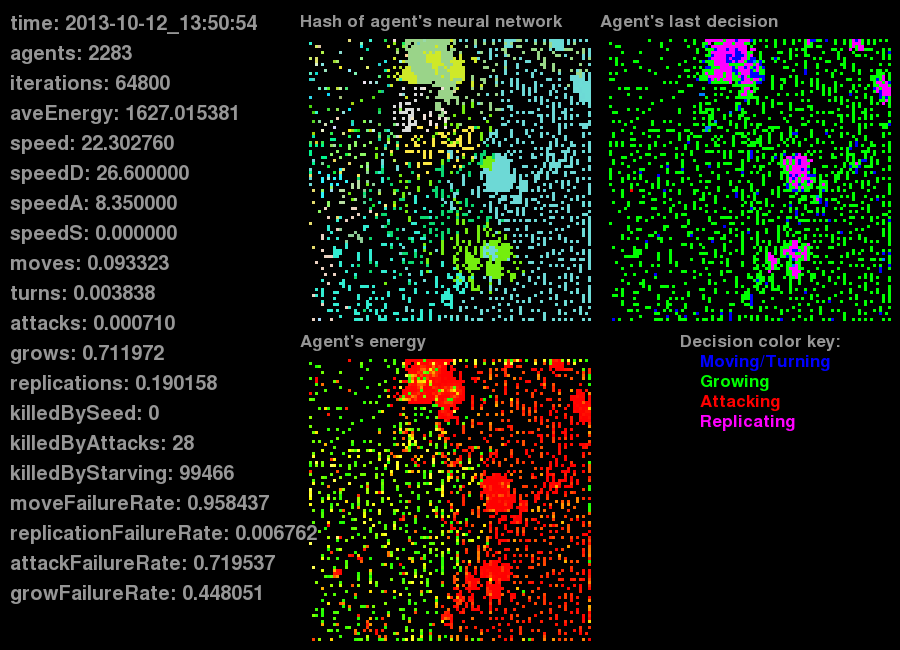 time: 2013-10-12_13:50:54
agents: 2283
iterations: 64800
aveEnergy: 1627.015381
speed: 22.302760
speedD: 26.600000
speedA: 8.350000
speedS: 0.000000
moves: 0.093323
turns: 0.003838
attacks: 0.000710
grows: 0.711972
replications: 0.190158
killedBySeed: 0
killedByAttacks: 28
killedByStarving: 99466
moveFailureRate: 0.958437
replicationFailureRate: 0.006762
attackFailureRate: 0.719537
growFailureRate: 0.448051
Hash of agent's neural network
Agent's last decision
Agent's energy
Decision color key:
Moving/Turning
Growing
Attacking
Replicating